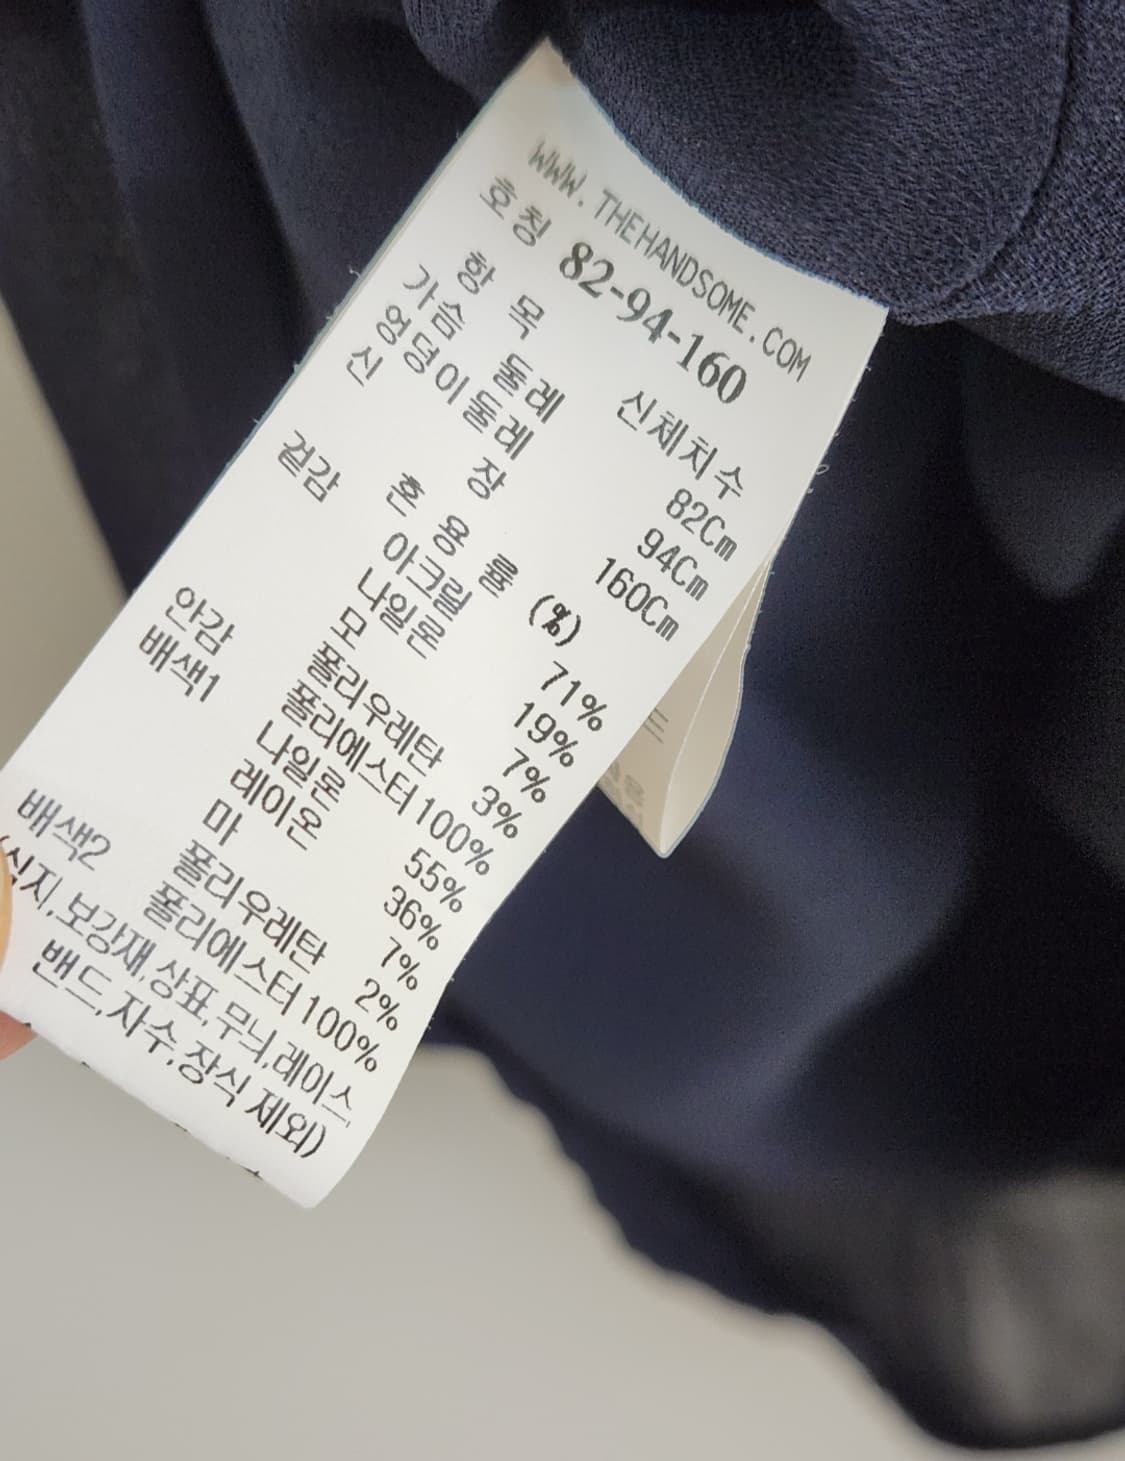 WWW.THEHANDSOME.COM
호칭 82-94-160
항 목 신체치수
가슴 둘레 82Cm
엉덩이둘레 94Cm
신 장 160Cm
혼 용 률 (%)
겉감 아크릴 71%
나일론 19%
모 7%
폴리우레탄 3%
안감 폴리에스터 100%
배색1 나일론 55%
레이온 36%
마 7%
폴리우레탄 2%
배색2 폴리에스터 100%
(심지,보강재,상표,무늬,레이스,
밴드,자수,장식 제외)